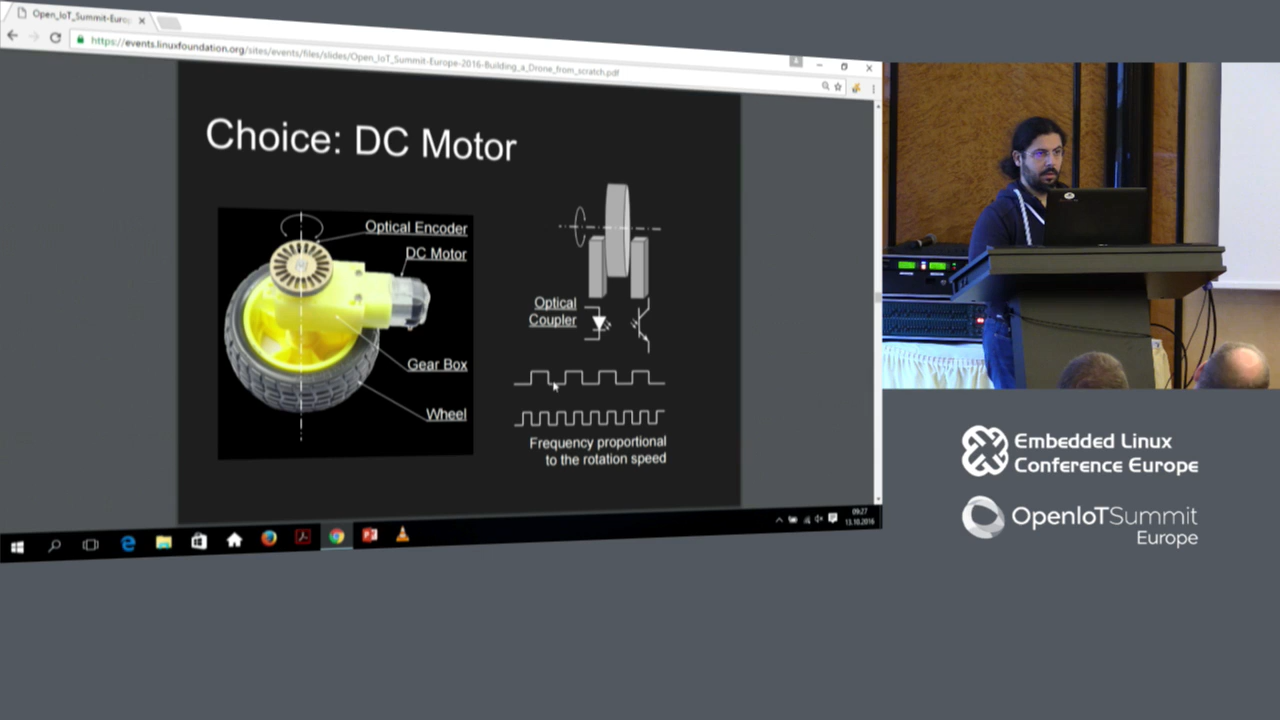 Open_IoT_Summit-Euro
https://events.linuxfoundation.org/sites/events/files/slides/Open_IoT_Summit-Europe-2016-Building_a_Drone_from_scratch.pdf
Choice: DC Motor
Optical Encoder
DC Motor
Gear Box
Wheel
Optical
Coupler
Frequency proportional
to the rotation speed
09:27
13.10.2016
Embedded Linux
Conference Europe
OpenIoTSummit
Europe